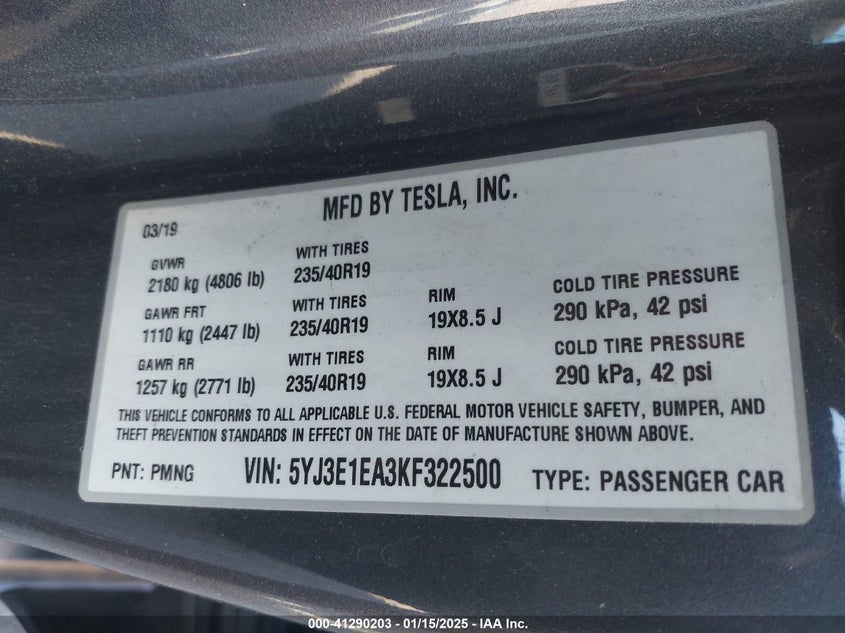 MFD BY TESLA, INC.
03/19
GVWR WITH TIRES
2180 kg (4806 lb) 235/40R19
GAWR FRT WITH TIRES RIM COLD TIRE PRESSURE
1110 kg (2447 lb) 235/40R19 19X8.5 J 290 kPa, 42 psi
GAWR RR WITH TIRES RIM COLD TIRE PRESSURE
1257 kg (2771 lb) 235/40R19 19X8.5 J 290 kPa, 42 psi
THIS VEHICLE CONFORMS TO ALL APPLICABLE U.S. FEDERAL MOTOR VEHICLE SAFETY, BUMPER, AND
THEFT PREVENTION STANDARDS IN EFFECT ON THE DATE OF MANUFACTURE SHOWN ABOVE.
PNT: PMNG VIN: 5YJ3E1EA3KF322500 TYPE: PASSENGER CAR
000-41290203 - 01/15/2025 - IAA Inc.